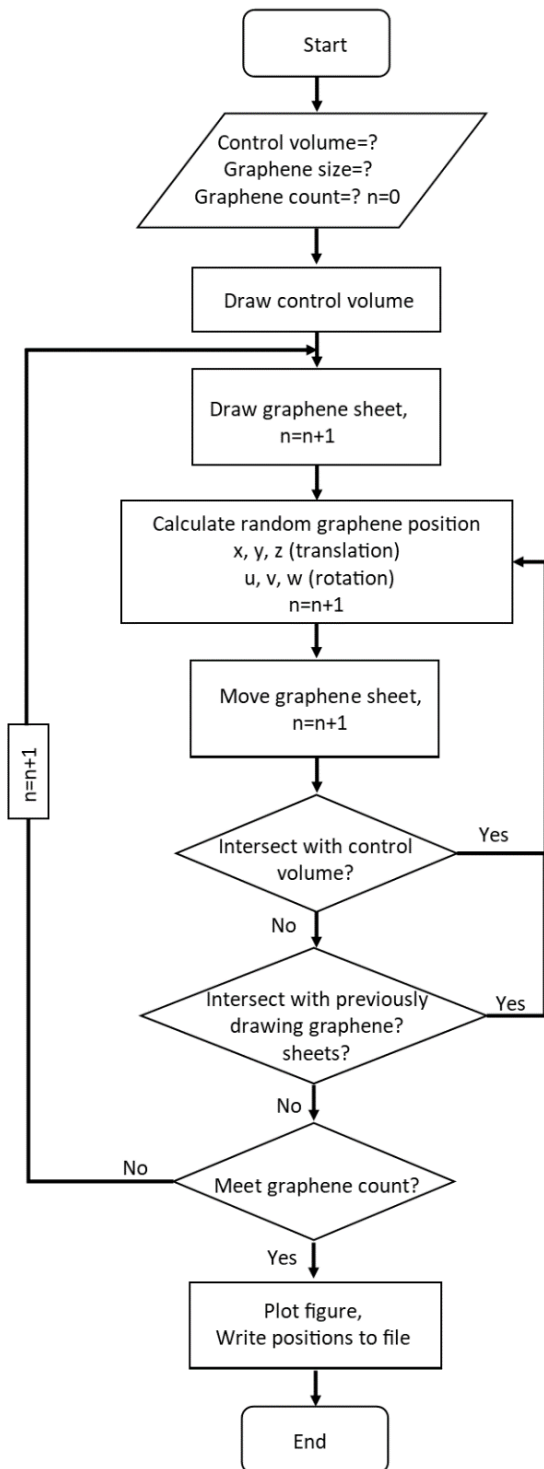 Start
Control volume=?
Graphene size=?
Graphene count=? n=0
Draw control volume
Draw graphene sheet,
n=n+1
Calculate random graphene position
x, y, z (translation)
u, v, w (rotation)
n=n+1
Move graphene sheet,
n=n+1
n=n+1
Intersect with control
volume?
Yes
No
Intersect with previously
drawing graphene?
sheets?
Yes
No
Meet graphene count?
No
Yes
Plot figure,
Write positions to file
End